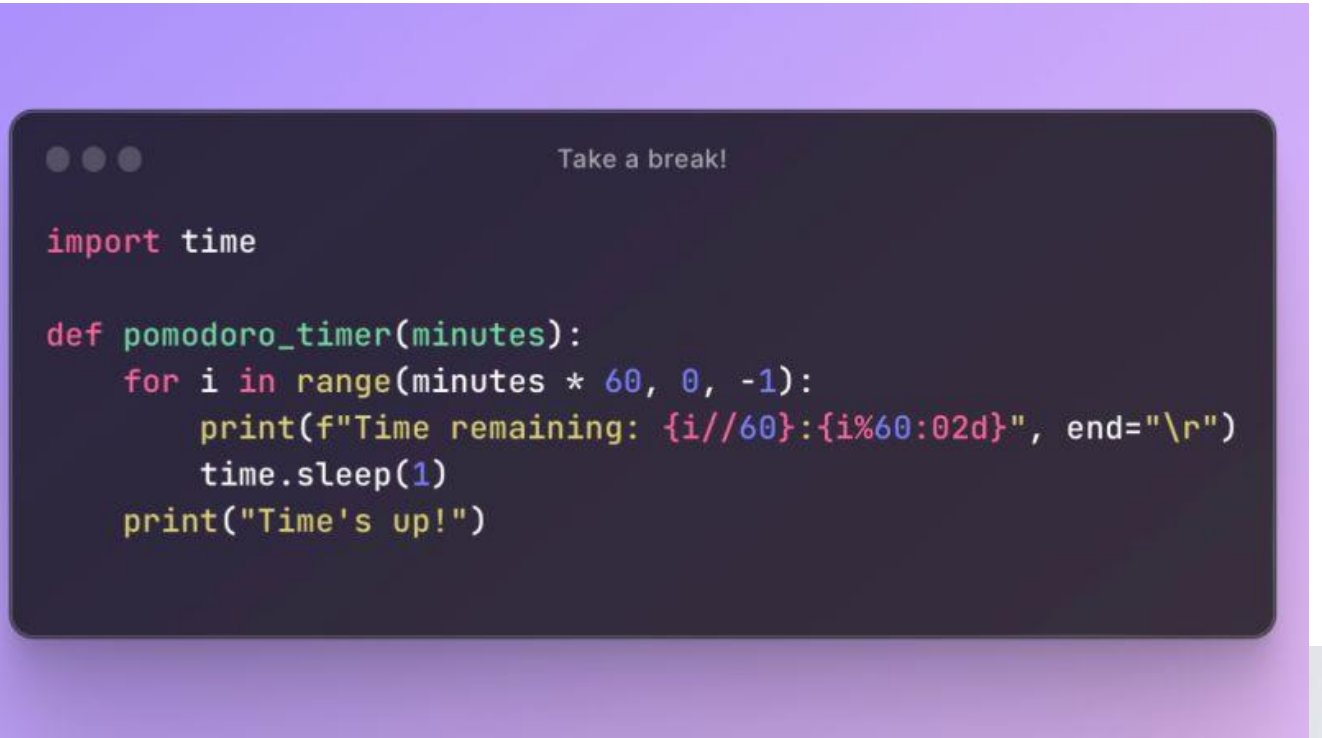 Take a break!
import time
def pomodoro_timer(minutes):
    for i in range(minutes * 60, 0, -1):
        print(f"Time remaining: {i//60}:{i%60:02d}", end="\r")
        time.sleep(1)
    print("Time's up!")